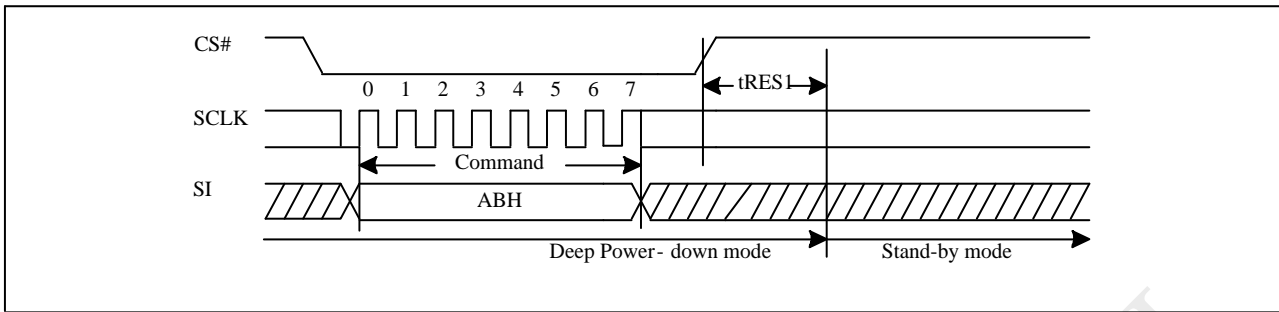 CS#
tRES1
0 1 2 3 4 5 6 7
SCLK
Command
SI
ABH
Deep Power- down mode Stand-by mode